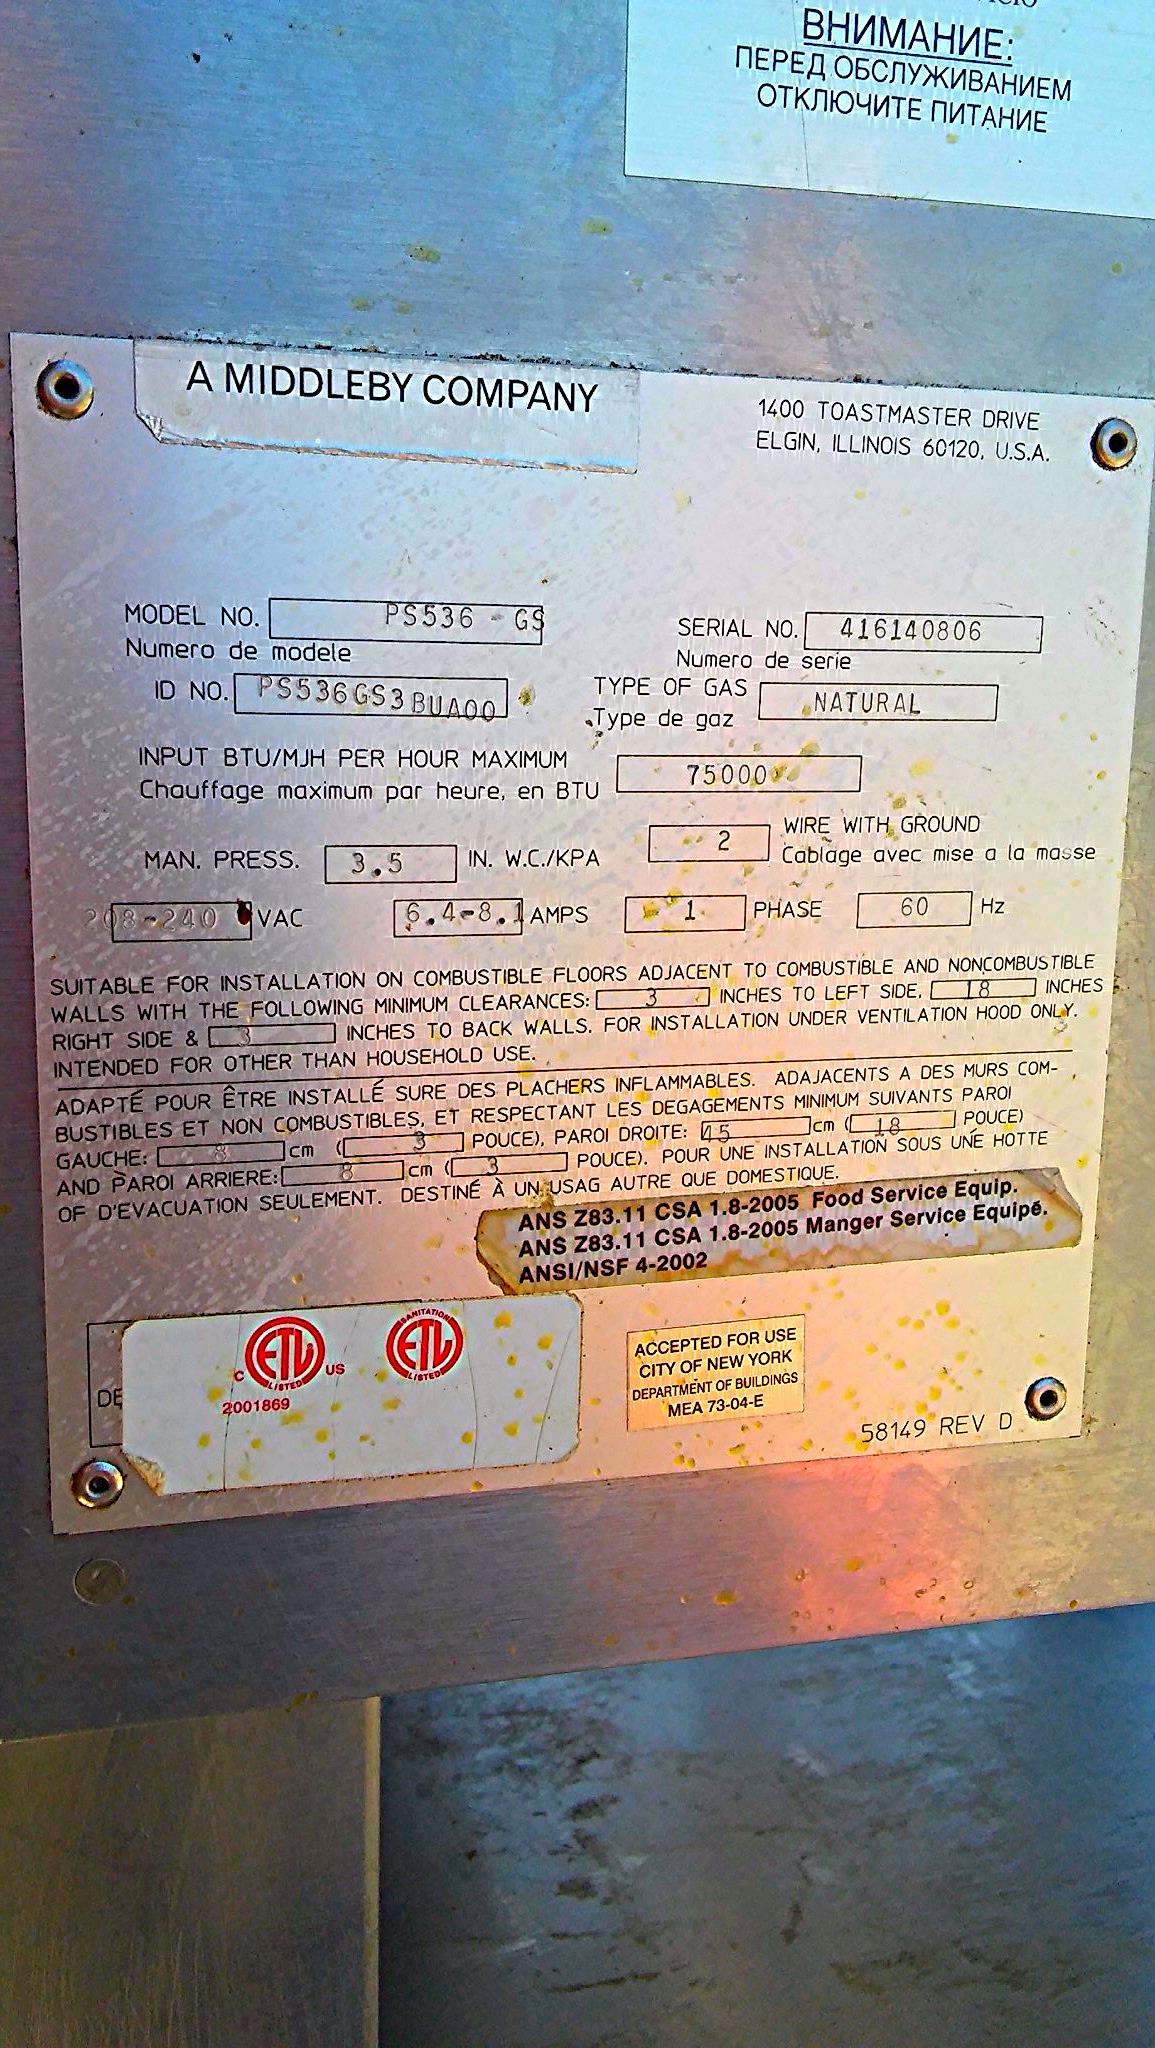 ВНИМАНИЕ:
ПЕРЕД ОБСЛУЖИВАНИЕМ
ОТКЛЮЧИТЕ ПИТАНИЕ
A MIDDLEBY COMPANY
1400 TOASTMASTER DRIVE
ELGIN, ILLINOIS 60120, U.S.A.
MODEL NO. PS536 - GS
Numero de modele
SERIAL NO. 416140806
Numero de serie
ID NO. PS536GS3BUA00
TYPE OF GAS NATURAL
Type de gaz
INPUT BTU/MJH PER HOUR MAXIMUM 75000
Chauffage maximum par heure, en BTU
MAN. PRESS. 3.5 IN. W.C./KPA
2 WIRE WITH GROUND
Cablage avec mise a la masse
208-240 VAC 6.4-8.1 AMPS 1 PHASE 60 Hz
SUITABLE FOR INSTALLATION ON COMBUSTIBLE FLOORS ADJACENT TO COMBUSTIBLE AND NONCOMBUSTIBLE
WALLS WITH THE FOLLOWING MINIMUM CLEARANCES: 3 INCHES TO LEFT SIDE, 18 INCHES
RIGHT SIDE & 3 INCHES TO BACK WALLS. FOR INSTALLATION UNDER VENTILATION HOOD ONLY.
INTENDED FOR OTHER THAN HOUSEHOLD USE.
ADAPTÉ POUR ÊTRE INSTALLÉ SURE DES PLACHERS INFLAMMABLES. ADAJACENTS A DES MURS COM-
BUSTIBLES ET NON COMBUSTIBLES, ET RESPECTANT LES DEGAGEMENTS MINIMUM SUIVANTS PAROI
GAUCHE: 8 cm (3 POUCE), PAROI DROITE: 45 cm (18 POUCE)
AND PAROI ARRIERE: 8 cm (3 POUCE). POUR UNE INSTALLATION SOUS UNE HOTTE
OF D'EVACUATION SEULEMENT. DESTINÉ À UN USAG AUTRE QUE DOMESTIQUE.
ANS Z83.11 CSA 1.8-2005 Food Service Equip.
ANS Z83.11 CSA 1.8-2005 Manger Service Equipé.
ANSI/NSF 4-2002
DE
C ETL US
LISTED
2001869
SANITATION
ETL
LISTED
ACCEPTED FOR USE
CITY OF NEW YORK
DEPARTMENT OF BUILDINGS
MEA 73-04-E
58149 REV D